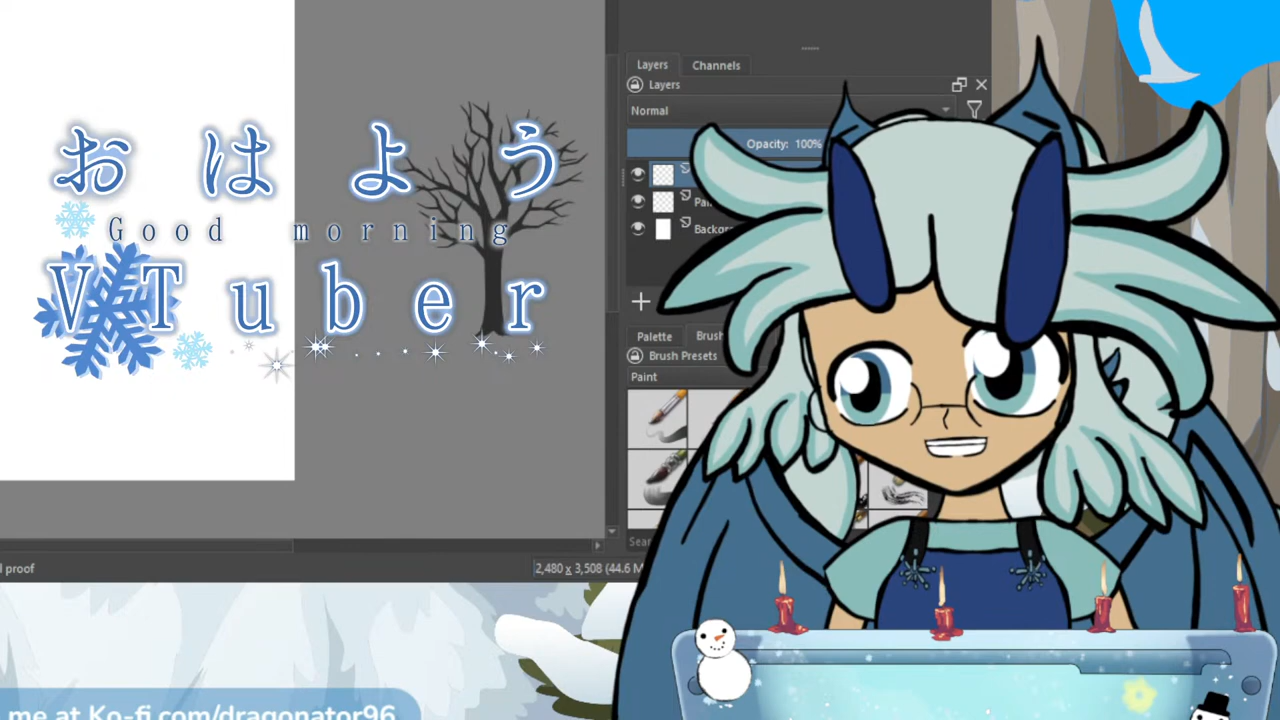 おはよう
Good morning
VTuber
Layers Channels
Layers
Normal
Opacity: 100%
Palette
Brush Presets
Paint
2,480 x 3,508 (44.6 M
l proof
me at Ko-fi.com/dragonator96